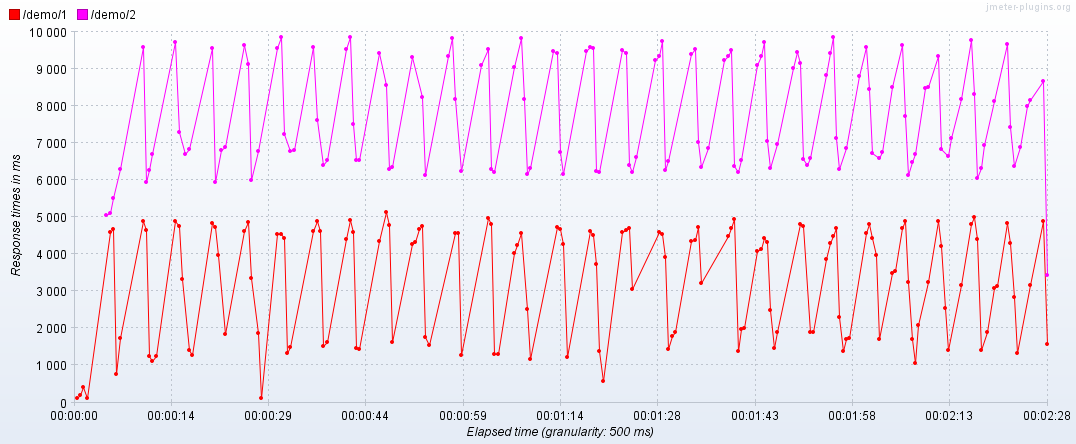 /demo/1 /demo/2
jmeter-plugins.org
10 000
9 000
8 000
7 000
6 000
5 000
4 000
3 000
2 000
1 000
0
Response times in ms
00:00:00 00:00:14 00:00:29 00:00:44 00:00:59 00:01:14 00:01:28 00:01:43 00:01:58 00:02:13 00:02:28
Elapsed time (granularity: 500 ms)